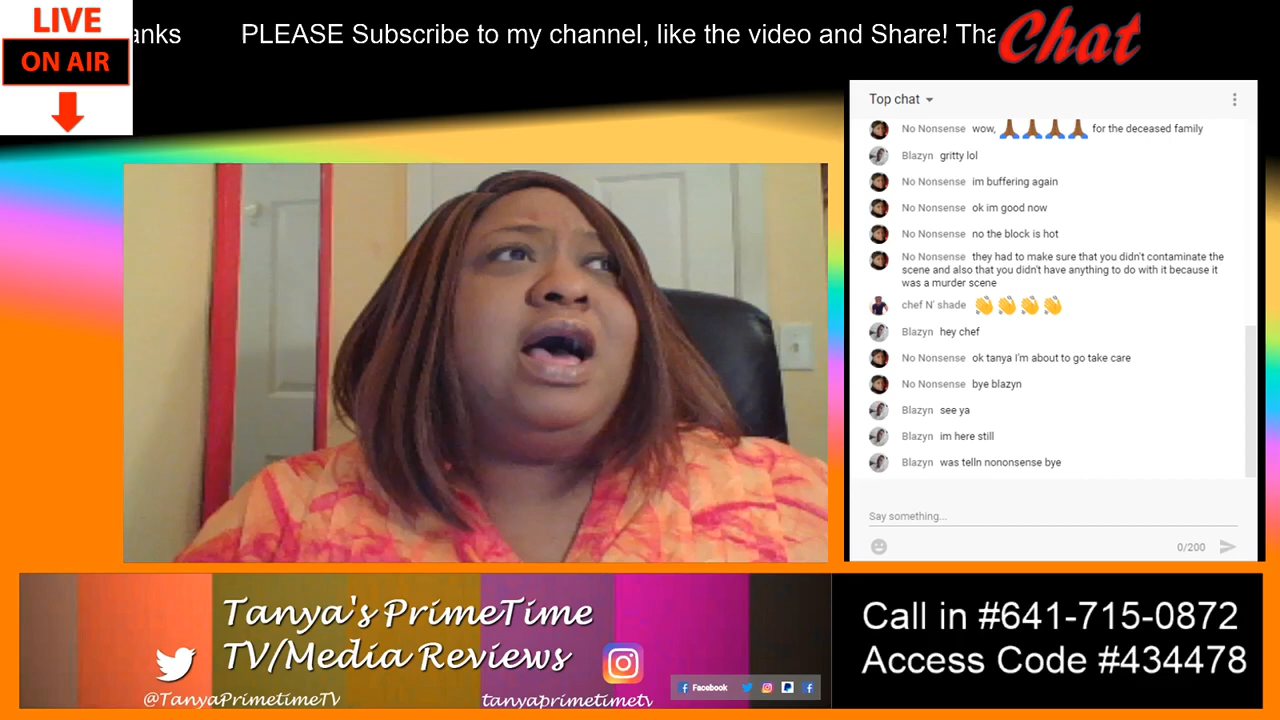 LIVE
ON AIR
anks PLEASE Subscribe to my channel, like the video and Share! Tha
Chat
Top chat
No Nonsense wow, 🙏🏾🙏🏾🙏🏾🙏🏾 for the deceased family
Blazyn gritty lol
No Nonsense im buffering again
No Nonsense ok im good now
No Nonsense no the block is hot
No Nonsense they had to make sure that you didn't contaminate the
scene and also that you didn't have anything to do with it because it
was a murder scene
chef N' shade 👏👏👏👏
Blazyn hey chef
No Nonsense ok tanya I'm about to go take care
No Nonsense bye blazyn
Blazyn see ya
Blazyn im here still
Blazyn was telln nononsense bye
Say something...
0/200
Tanya's PrimeTime
TV/Media Reviews
@TanyaPrimetimeTV
tanyaprimetimetv
Facebook
Call in #641-715-0872
Access Code #434478